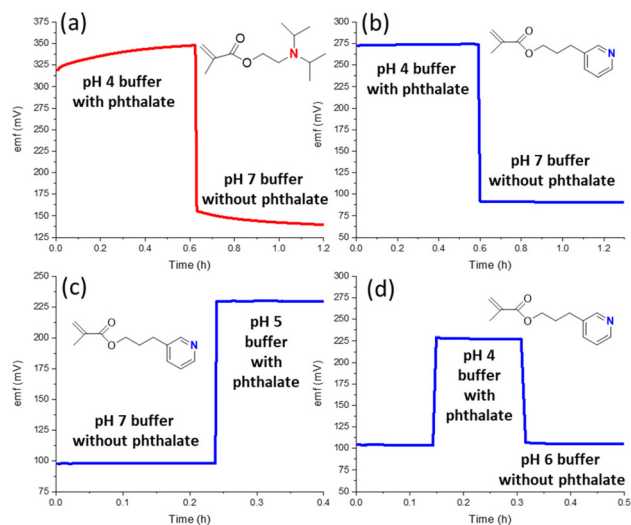 (a)
375
350
325
300
275
250
225
200
175
150
125
emf (mV)
pH 4 buffer
with phthalate
O
O
N
pH 7 buffer
without phthalate
0.0 0.2 0.4 0.6 0.8 1.0 1.2
Time (h)
(b)
300
275
250
225
200
175
150
125
100
75
50
emf (mV)
pH 4 buffer
with phthalate
O
O
N
pH 7 buffer
without phthalate
0.0 0.2 0.4 0.6 0.8 1.0 1.2
Time (h)
(c)
250
225
200
175
150
125
100
75
emf (mV)
O
O
N
pH 5
buffer
with
phthalate
pH 7 buffer
without phthalate
0.0 0.1 0.2 0.3 0.4
Time (h)
(d)
300
275
250
225
200
175
150
125
100
75
50
emf (mV)
O
O
N
pH 4
buffer
with
phthalate
pH 6 buffer
without phthalate
0.0 0.1 0.2 0.3 0.4 0.5
Time (h)